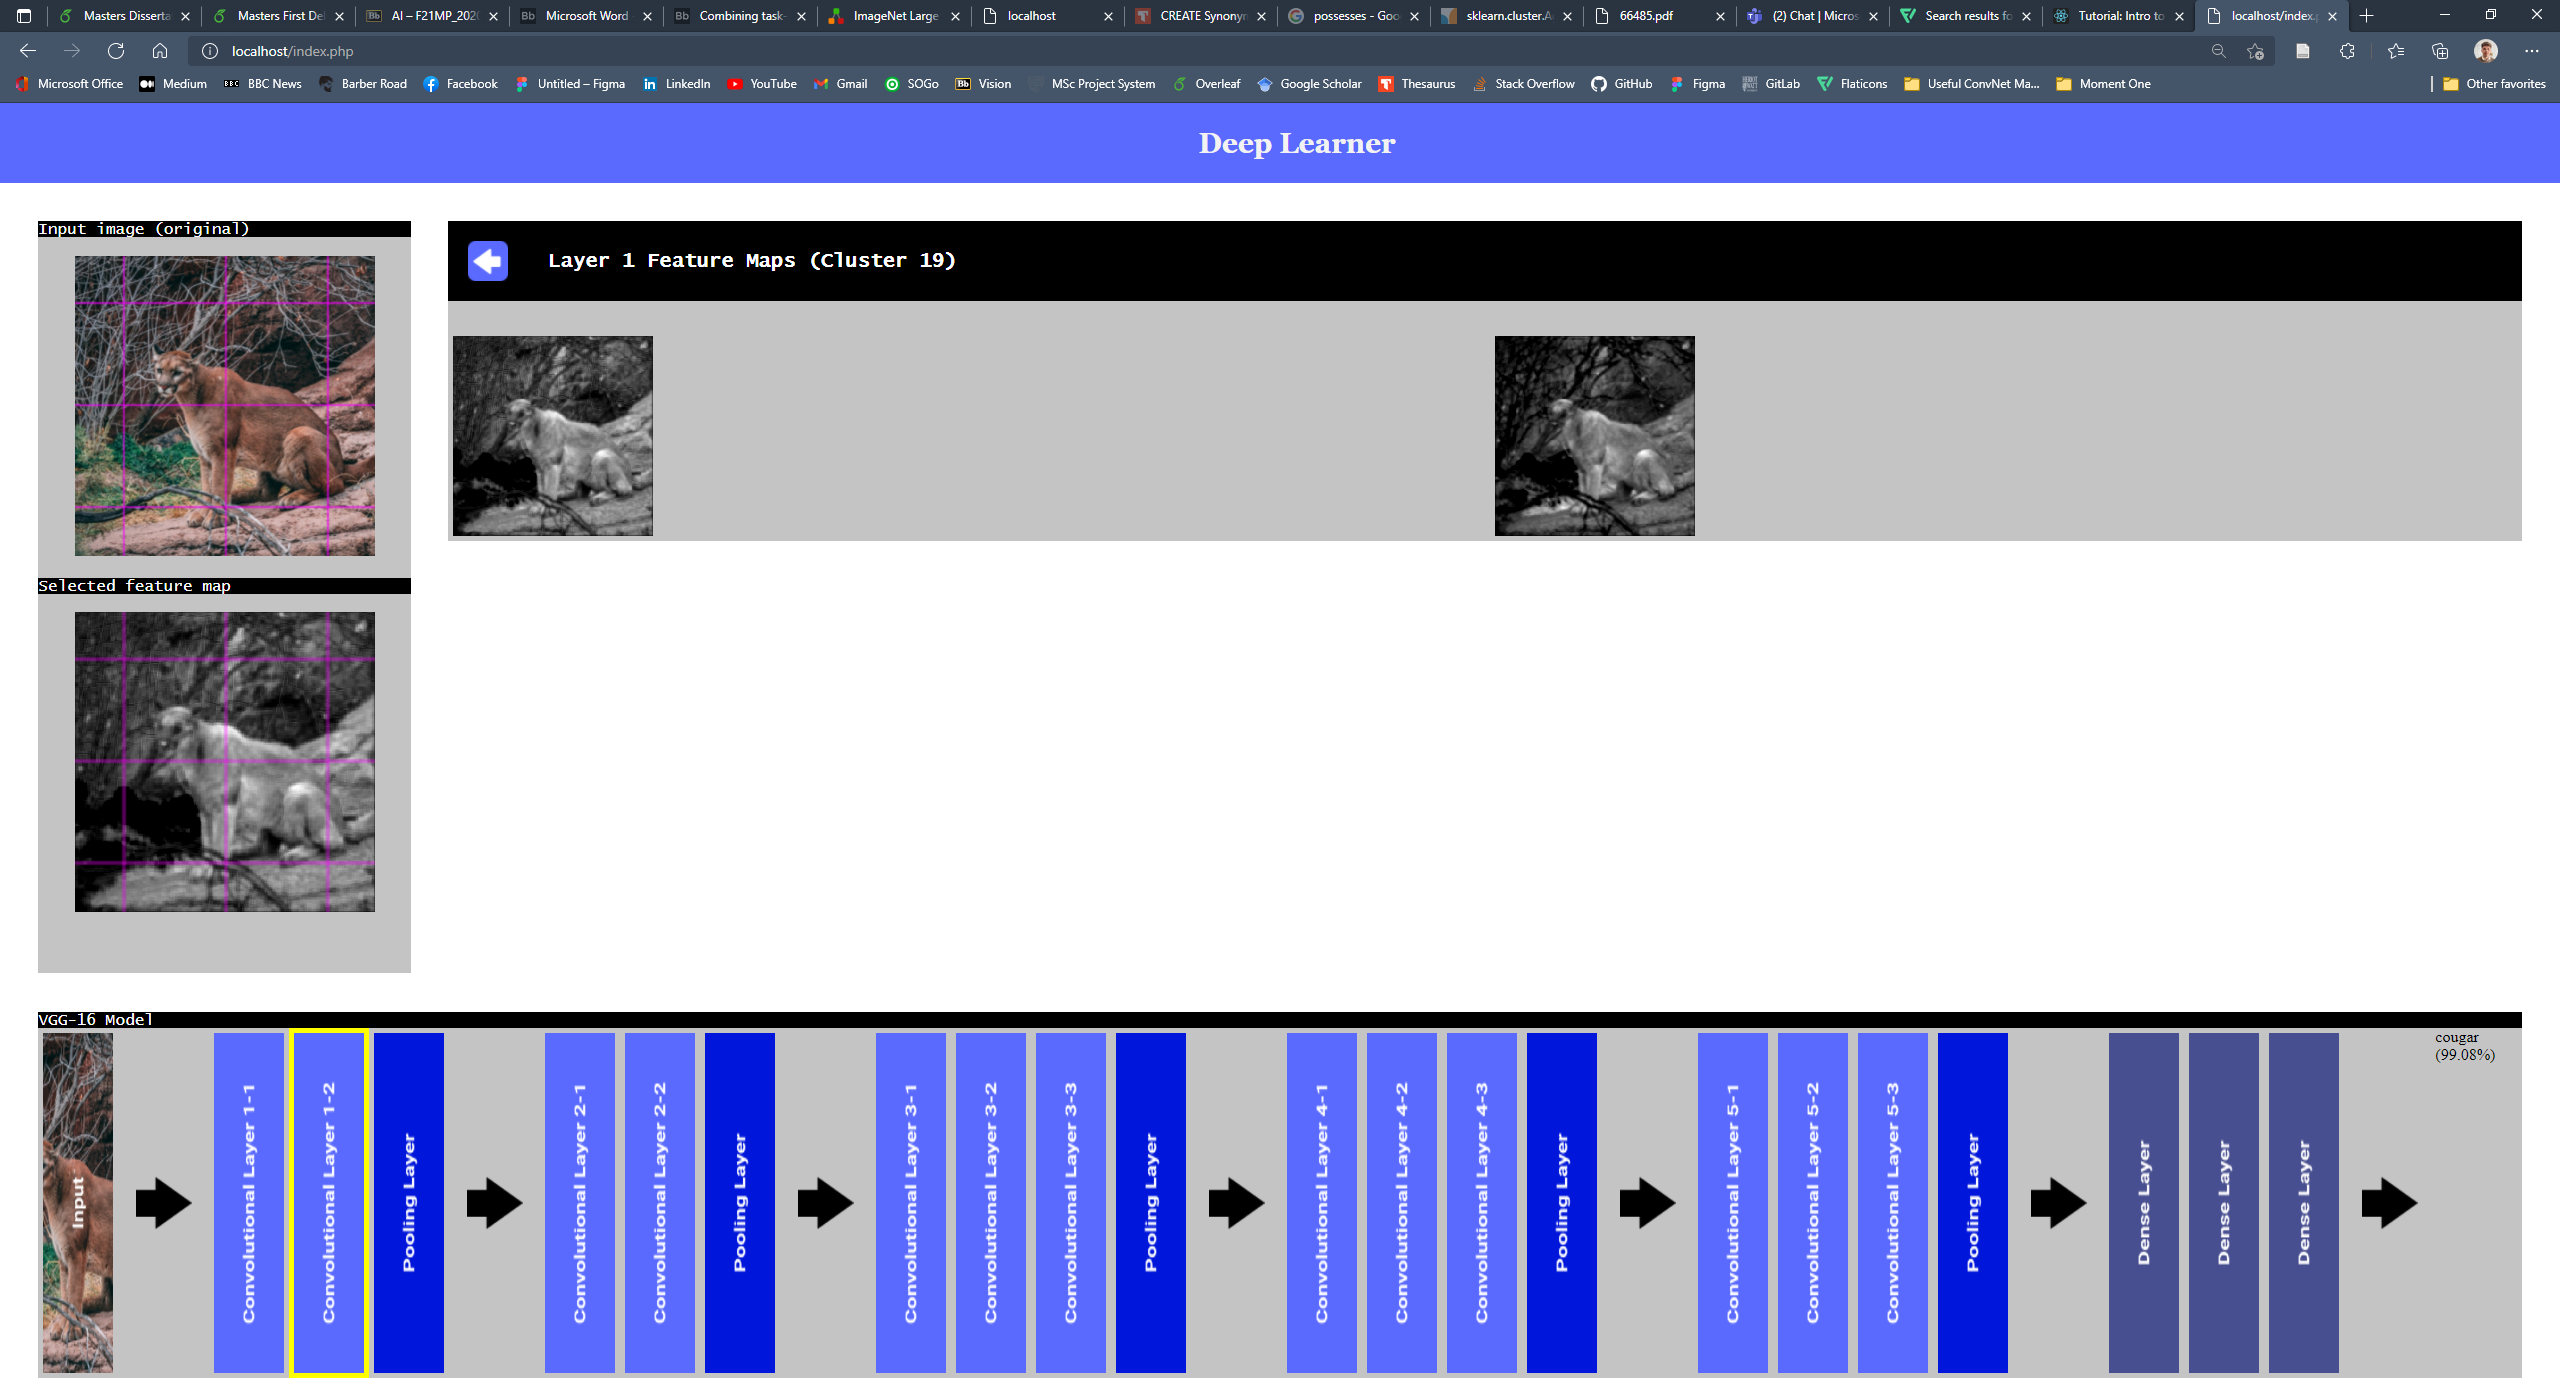 Masters Disserta
Masters First De
AI – F21MP_202
Microsoft Word
Combining task-
ImageNet Large
localhost
CREATE Synonyn
possesses - Goo
sklearn.cluster.A
66485.pdf
(2) Chat | Micros
Search results fo
Tutorial: Intro to
localhost/index.p
localhost/index.php
Microsoft Office
Medium
BBC News
Barber Road
Facebook
Untitled – Figma
LinkedIn
YouTube
Gmail
SOGo
Vision
MSc Project System
Overleaf
Google Scholar
Thesaurus
Stack Overflow
GitHub
Figma
GitLab
Flaticons
Useful ConvNet Ma...
Moment One
Other favorites
Deep Learner
Input image (original)
Layer 1 Feature Maps (Cluster 19)
Selected feature map
VGG-16 Model
Input
Convolutional Layer 1-1
Convolutional Layer 1-2
Pooling Layer
Convolutional Layer 2-1
Convolutional Layer 2-2
Pooling Layer
Convolutional Layer 3-1
Convolutional Layer 3-2
Convolutional Layer 3-3
Pooling Layer
Convolutional Layer 4-1
Convolutional Layer 4-2
Convolutional Layer 4-3
Pooling Layer
Convolutional Layer 5-1
Convolutional Layer 5-2
Convolutional Layer 5-3
Pooling Layer
Dense Layer
Dense Layer
Dense Layer
cougar
(99.08%)